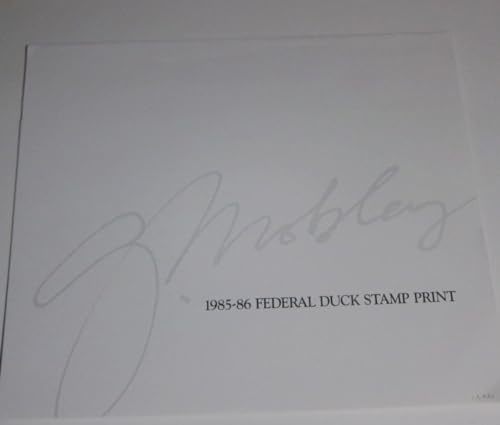 G. Mobley
1985-86 FEDERAL DUCK STAMP PRINT